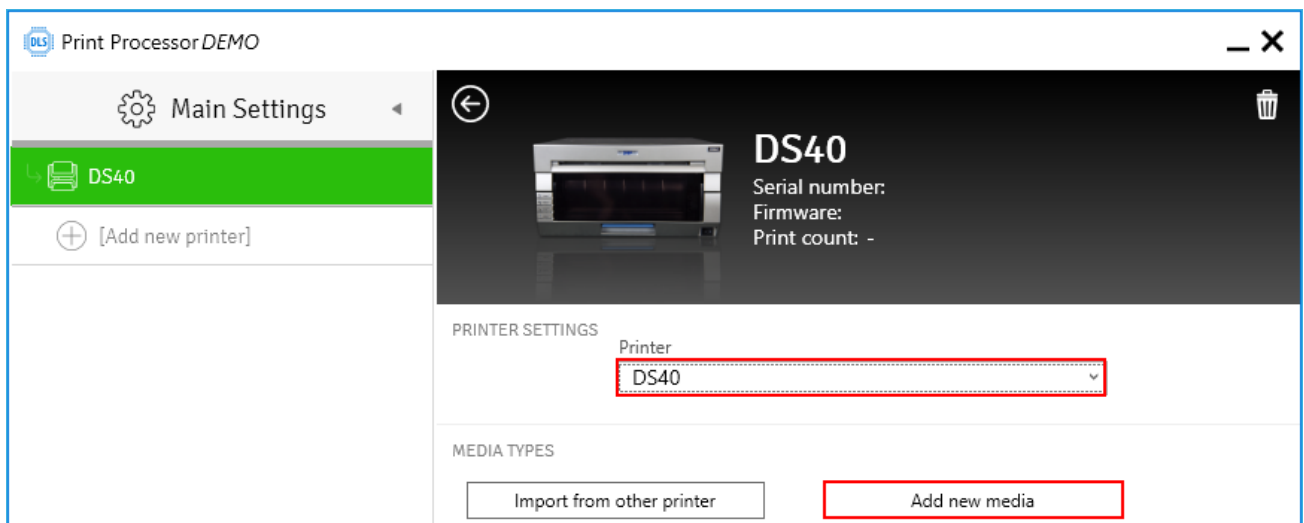 DLS Print Processor DEMO
Main Settings
DS40
[Add new printer]
DS40
Serial number:
Firmware:
Print count: -
PRINTER SETTINGS
Printer
DS40
MEDIA TYPES
Import from other printer
Add new media